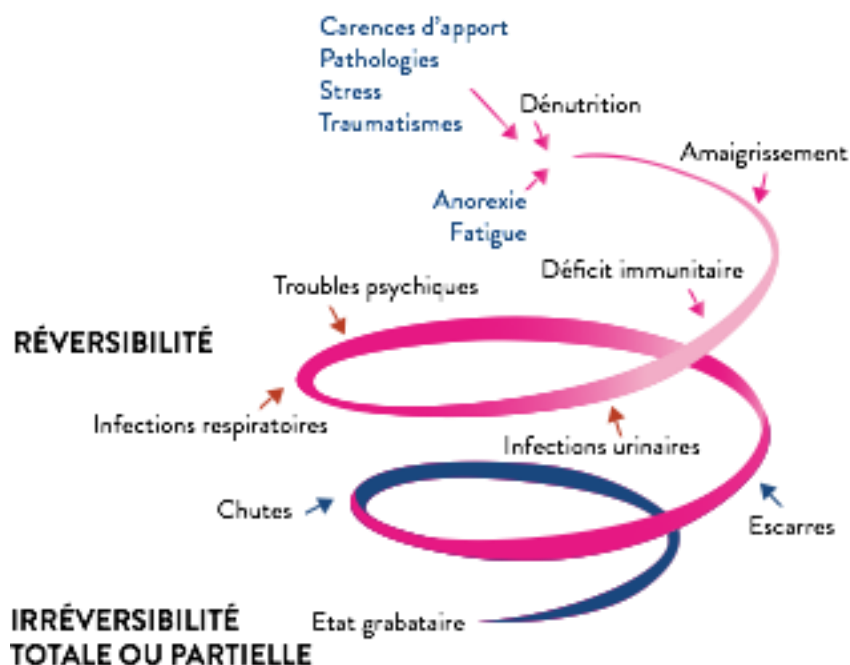 Carences d'apport
Pathologies
Stress
Traumatismes
Dénutrition
Amaigrissement
Anorexie
Fatigue
Déficit immunitaire
Troubles psychiques
RÉVERSIBILITÉ
Infections respiratoires
Infections urinaires
Chutes
Escarres
IRRÉVERSIBILITÉ
TOTALE OU PARTIELLE
Etat grabataire